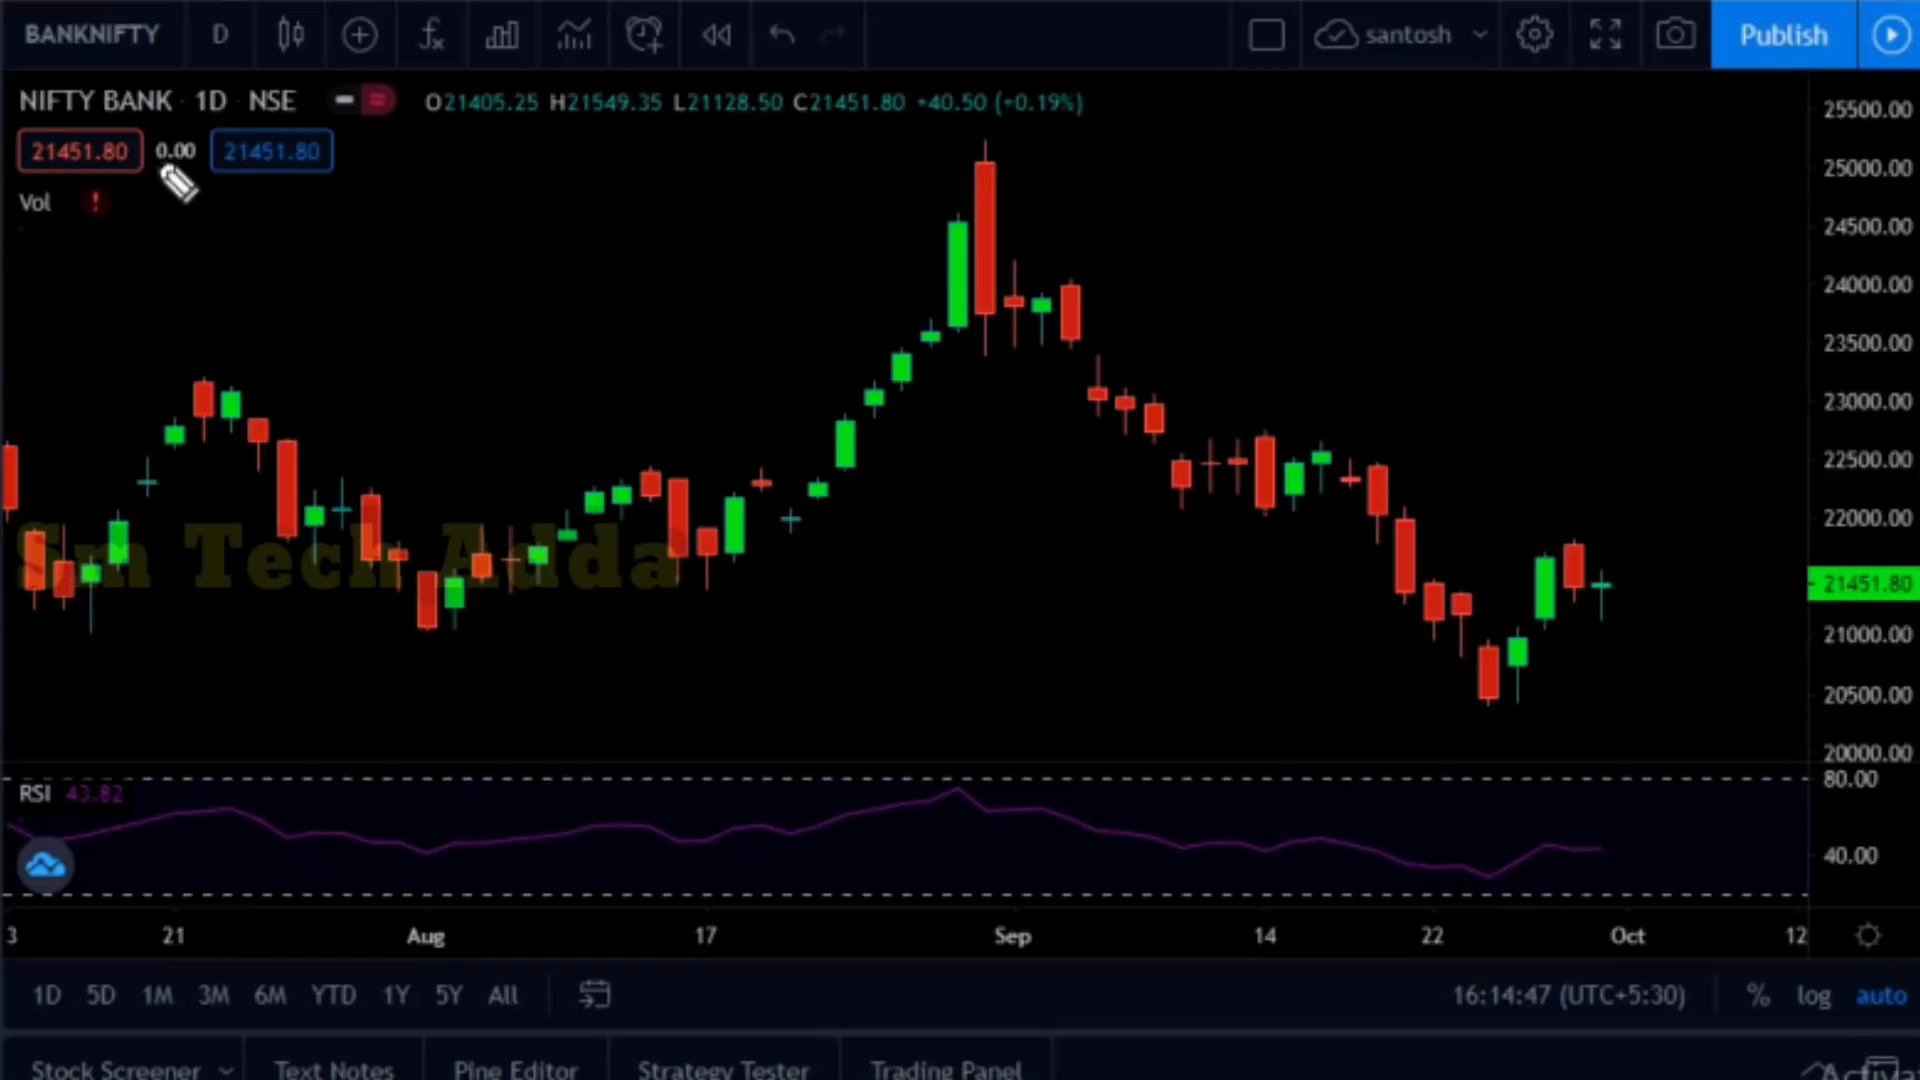 BANKNIFTY D santosh Publish
NIFTY BANK · 1D NSE O21405.25 H21549.35 L21128.50 C21451.80 +40.50 (+0.19%)
21451.80 0.00 21451.80
Vol !
25500.00
25000.00
24500.00
24000.00
23500.00
23000.00
22500.00
22000.00
21451.80
21000.00
20500.00
20000.00
Sm Tech Adda
RSI 43.82
80.00
40.00
3 21 Aug 17 Sep 14 22 Oct 12
1D 5D 1M 3M 6M YTD 1Y 5Y All 16:14:47 (UTC+5:30) % log auto
Stock Screener Text Notes Pine Editor Strategy Tester Trading Panel